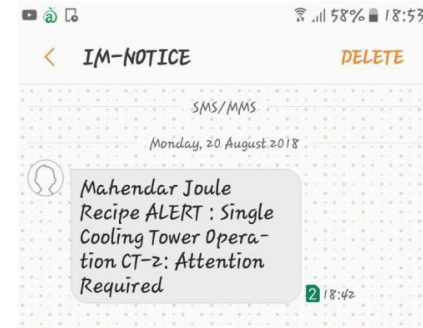 58% 18:53
IM-NOTICE DELETE
SMS/MMS
Monday, 20 August 2018
Mahendar Joule
Recipe ALERT : Single
Cooling Tower Opera-
tion CT-2: Attention
Required
2 18:42